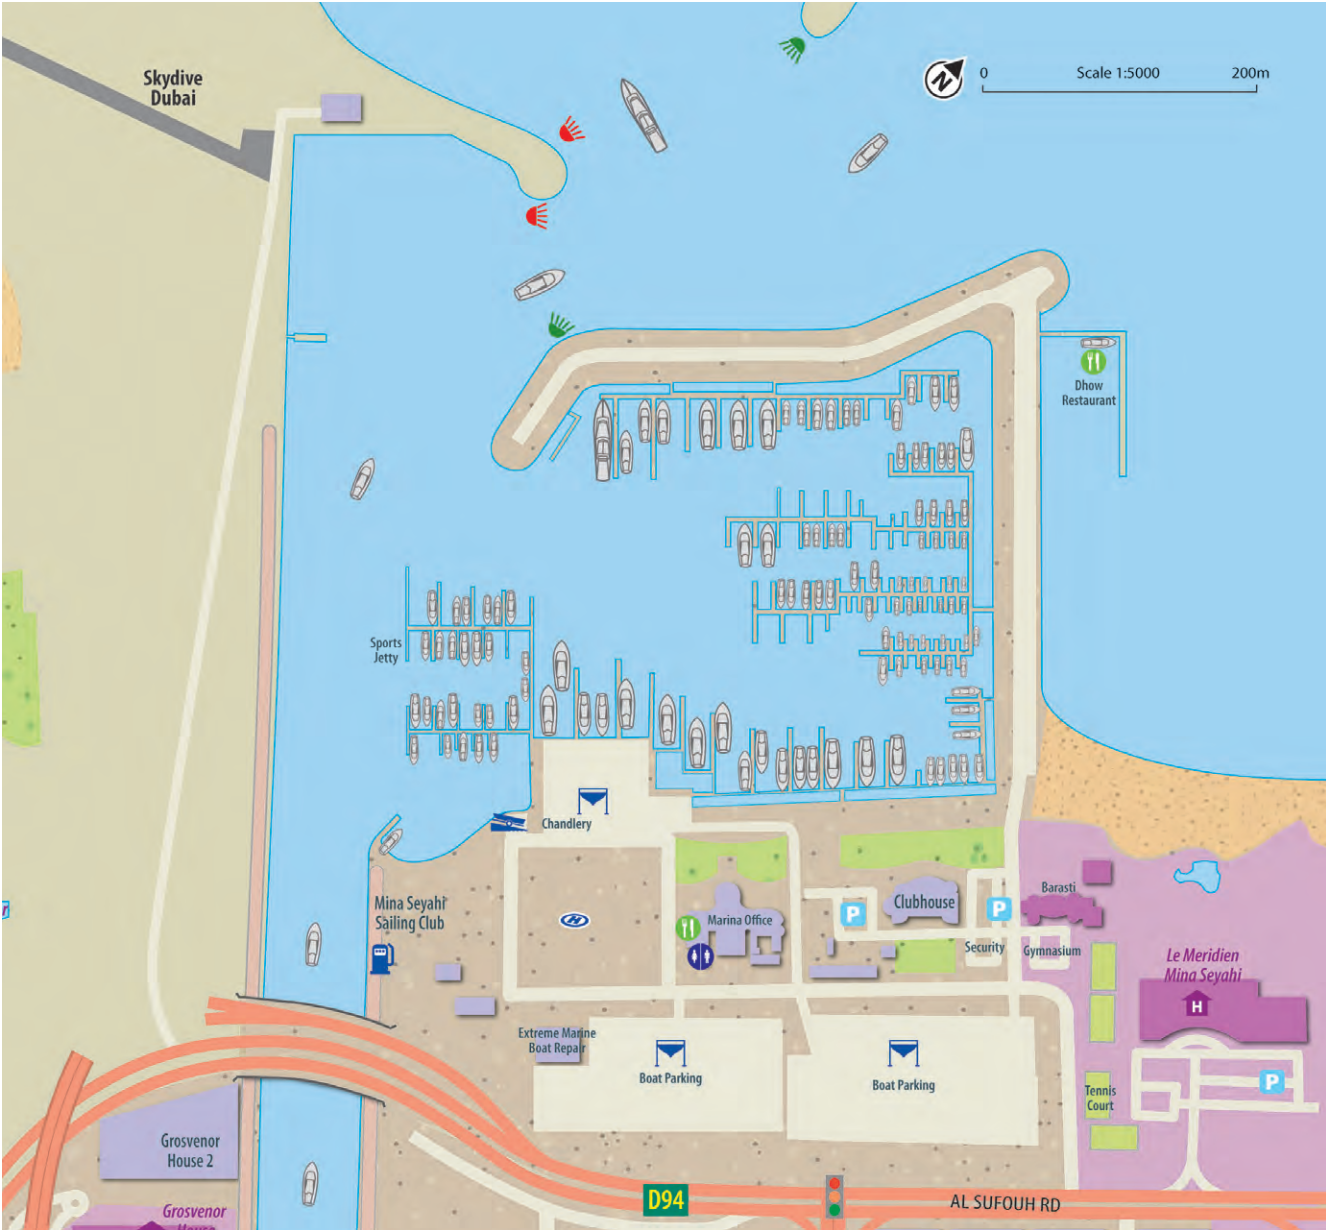 Skydive
Dubai
N
0
Scale 1:5000
200m
Dhow
Restaurant
Sports
Jetty
Chandlery
Mina Seyahi
Sailing Club
H
Marina Office
P
Clubhouse
P
Barasti
Security
Gymnasium
Le Meridien
Mina Seyahi
H
Extreme Marine
Boat Repair
Boat Parking
Boat Parking
P
Tennis
Court
Grosvenor
House 2
Grosvenor
House
D94
AL SUFOUH RD
r